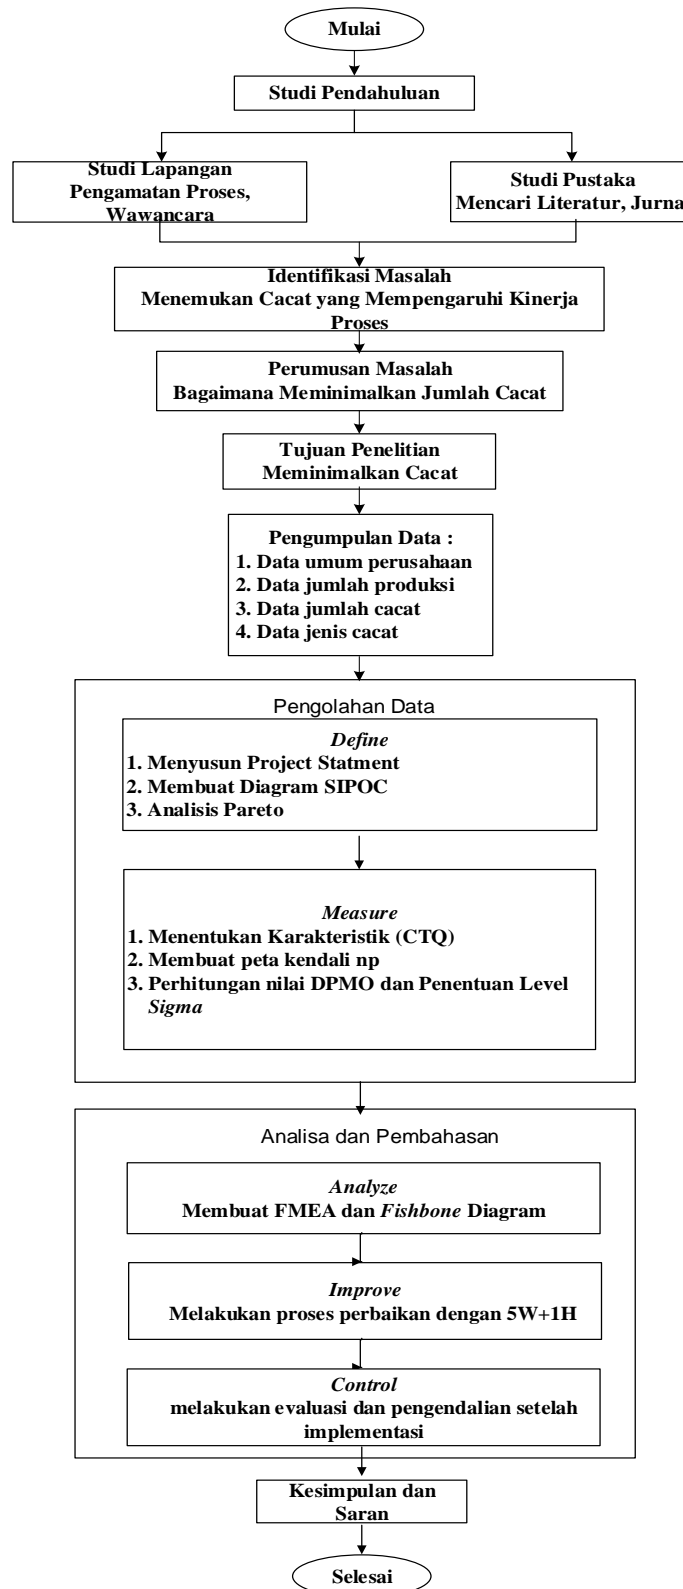 Mulai
Studi Pendahuluan
Studi Lapangan
Pengamatan Proses,
Wawancara
Studi Pustaka
Mencari Literatur, Jurna
Identifikasi Masalah
Menemukan Cacat yang Mempengaruhi Kinerja
Proses
Perumusan Masalah
Bagaimana Meminimalkan Jumlah Cacat
Tujuan Penelitian
Meminimalkan Cacat
Pengumpulan Data :
1. Data umum perusahaan
2. Data jumlah produksi
3. Data jumlah cacat
4. Data jenis cacat
Pengolahan Data
Define
1. Menyusun Project Statment
2. Membuat Diagram SIPOC
3. Analisis Pareto
Measure
1. Menentukan Karakteristik (CTQ)
2. Membuat peta kendali np
3. Perhitungan nilai DPMO dan Penentuan Level
Sigma
Analisa dan Pembahasan
Analyze
Membuat FMEA dan Fishbone Diagram
Improve
Melakukan proses perbaikan dengan 5W+1H
Control
melakukan evaluasi dan pengendalian setelah
implementasi
Kesimpulan dan
Saran
Selesai